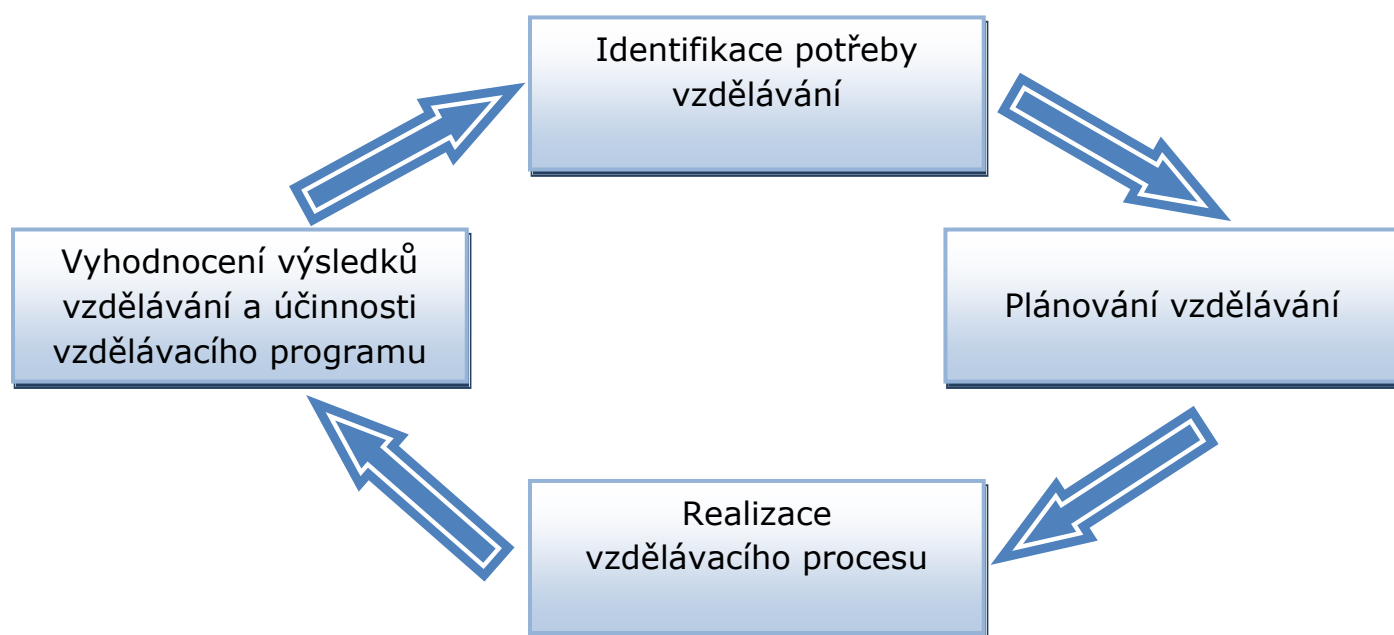 Identifikace potřeby
vzdělávání
Plánování vzdělávání
Realizace
vzdělávacího procesu
Vyhodnocení výsledků
vzdělávání a účinnosti
vzdělávacího programu